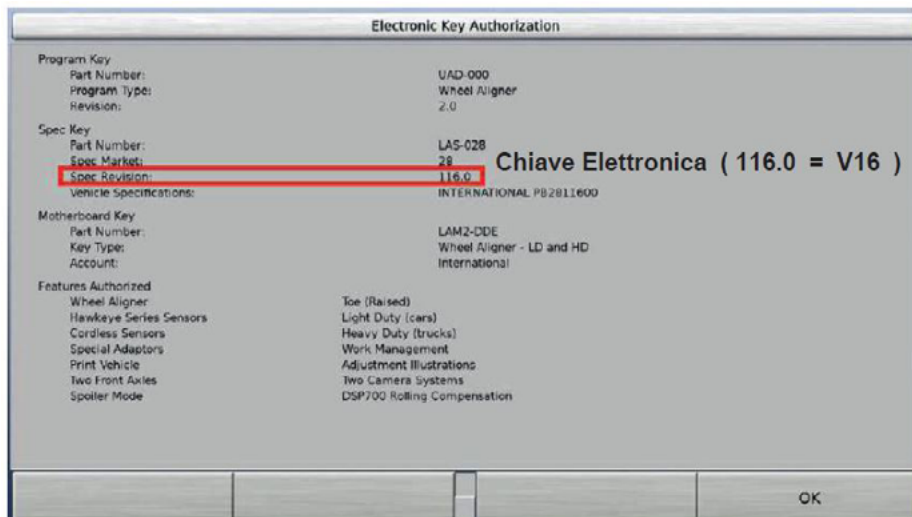 Electronic Key Authorization
Program Key
Part Number: UAD-000
Program Type: Wheel Aligner
Revision: 2.0
Spec Key
Part Number: LAS-028
Spec Market: 28
Spec Revision: 116.0
Chiave Elettronica ( 116.0 = V16 )
Vehicle Specifications: INTERNATIONAL PB2811600
Motherboard Key
Part Number: LAM2-DDE
Key Type: Wheel Aligner - LD and HD
Account: International
Features Authorized
Wheel Aligner Toe (Raised)
Hawkeye Series Sensors Light Duty (cars)
Cordless Sensors Heavy Duty (trucks)
Special Adaptors Work Management
Print Vehicle Adjustment Illustrations
Two Front Axles Two Camera Systems
Spoiler Mode DSP700 Rolling Compensation
OK